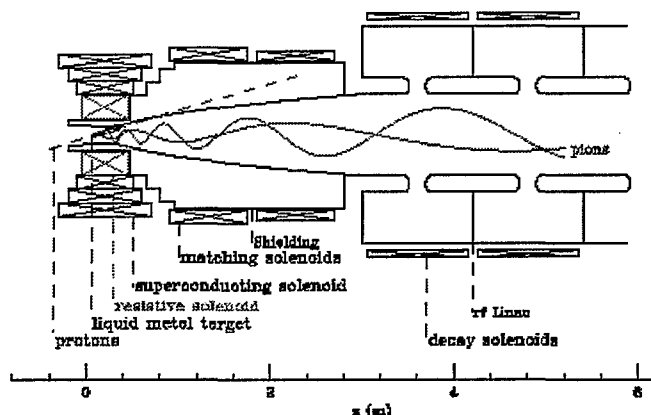 pions
Shielding
matching solenoids
superconducting solenoid
resistive solenoid
rf Linac
liquid metal target
protons
decay solenoids
0 2 4 6
z (m)